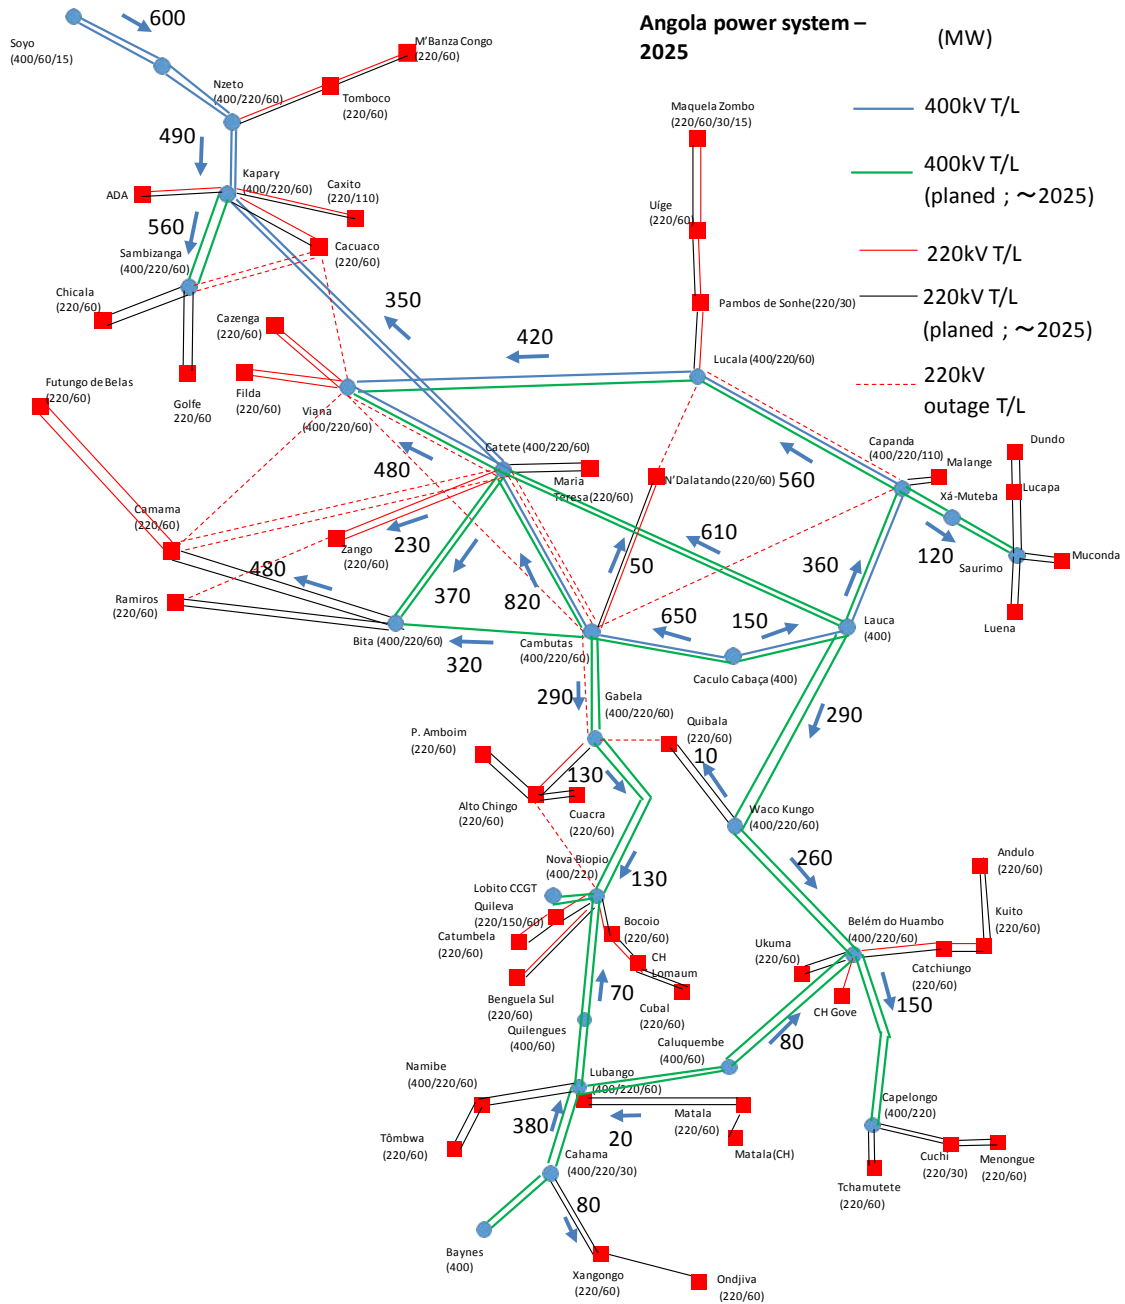 Angola power system –
2025
(MW)
400kV T/L
400kV T/L
(planed ; ～2025)
220kV T/L
220kV T/L
(planed ; ～2025)
220kV
outage T/L
Soyo
(400/60/15)
600
Nzeto
(400/220/60)
M'Banza Congo
(220/60)
Tomboco
(220/60)
490
Kapary
(400/220/60)
Caxito
(220/110)
ADA
560
Sambizanga
(400/220/60)
Cacuaco
(220/60)
Chicala
(220/60)
Golfe
220/60
Cazenga
(220/60)
Filda
(220/60)
Viana
(400/220/60)
Futungo de Belas
(220/60)
350
420
Maquela Zombo
(220/60/30/15)
Uíge
(220/60)
Pambos de Sonhe(220/30)
Lucala (400/220/60)
Catete (400/220/60)
480
Maria
Teresa(220/60)
N'Dalatando(220/60)
560
Capanda
(400/220/110)
Malange
Dundo
Lucapa
Xá-Muteba
120
Saurimo
Muconda
Luena
Camama
(220/60)
Zango
(220/60)
230
480
Ramiros
(220/60)
370
820
50
610
360
Bita (400/220/60)
320
Cambutas
(400/220/60)
650
150
Lauca
(400)
Caculo Cabaça(400)
290
Gabela
(400/220/60)
Quibala
(220/60)
10
290
P. Amboim
(220/60)
130
Alto Chingo
(220/60)
Cuacra
(220/60)
Waco Kungo
(400/220/60)
260
Nova Biopio
(400/220)
130
Lobito CCGT
Quileva
(220/150/60)
Catumbela
(220/60)
Bocoio
(220/60)
CH
Lomaum
Benguela Sul
(220/60)
Cubal
(220/60)
70
Quilengues
(400/60)
Andulo
(220/60)
Kuito
(220/60)
Belém do Huambo
(400/220/60)
Ukuma
(220/60)
Catchiungo
(220/60)
CH Gove
150
Caluquembe
(400/60)
80
Namibe
(400/220/60)
Lubango
(400/220/60)
Matala
(220/60)
20
Matala(CH)
380
Tômbwa
(220/60)
Cahama
(400/220/30)
80
Capelongo
(400/220)
Cuchi
(220/30)
Menongue
(220/60)
Tchamutete
(220/60)
Baynes
(400)
Xangongo
(220/60)
Ondjiva
(220/60)